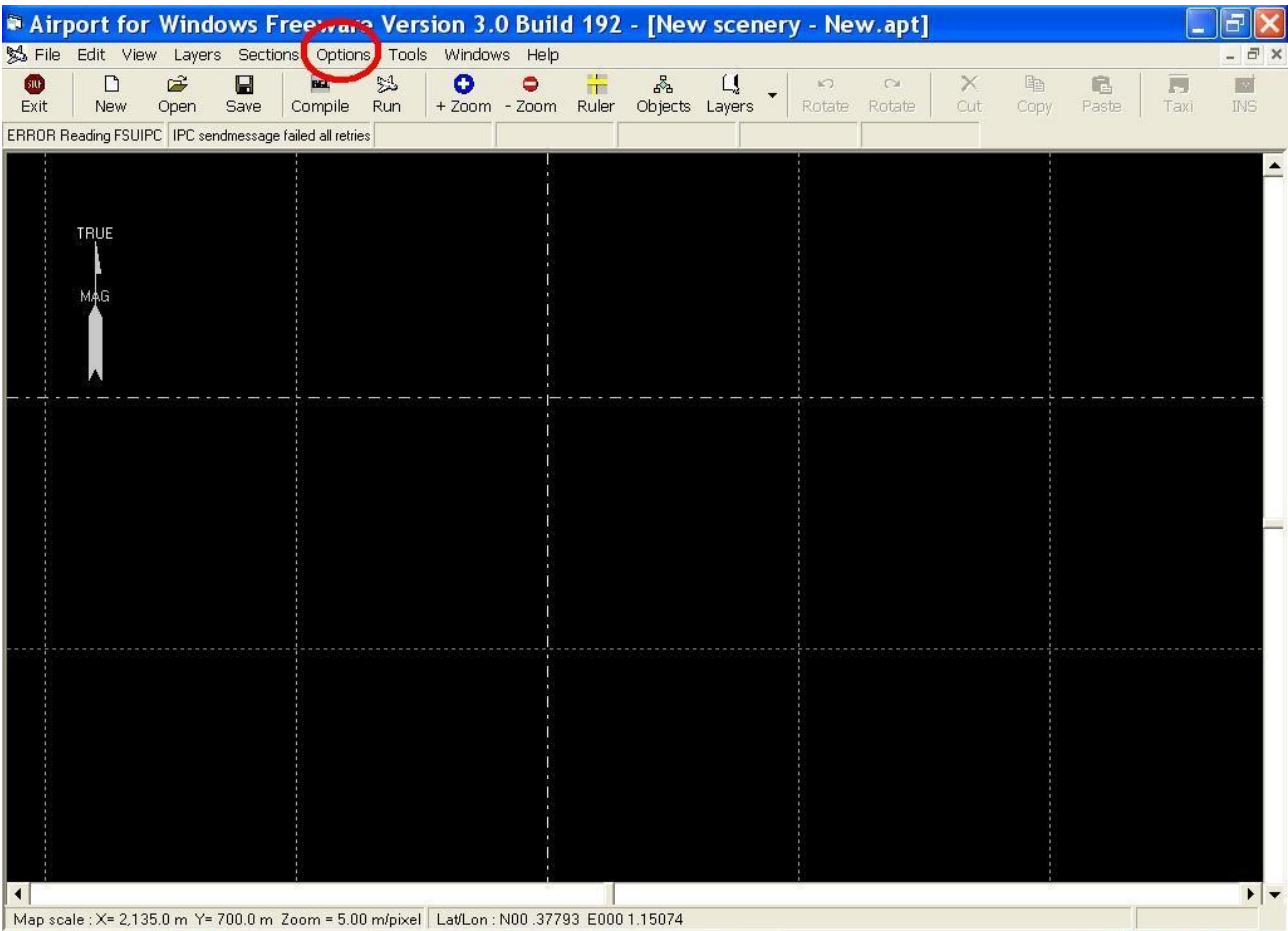 Airport for Windows Freeware Version 3.0 Build 192 - [New scenery - New.apt]
File Edit View Layers Sections Options Tools Windows Help
Exit New Open Save Compile Run + Zoom - Zoom Ruler Objects Layers Rotate Rotate Cut Copy Paste Taxi INS
ERROR Reading FSUIPC IPC sendmessage failed all retries
TRUE
MAG
Map scale : X= 2,135.0 m Y= 700.0 m Zoom = 5.00 m/pixel Lat/Lon : N00 .37793 E000 1.15074